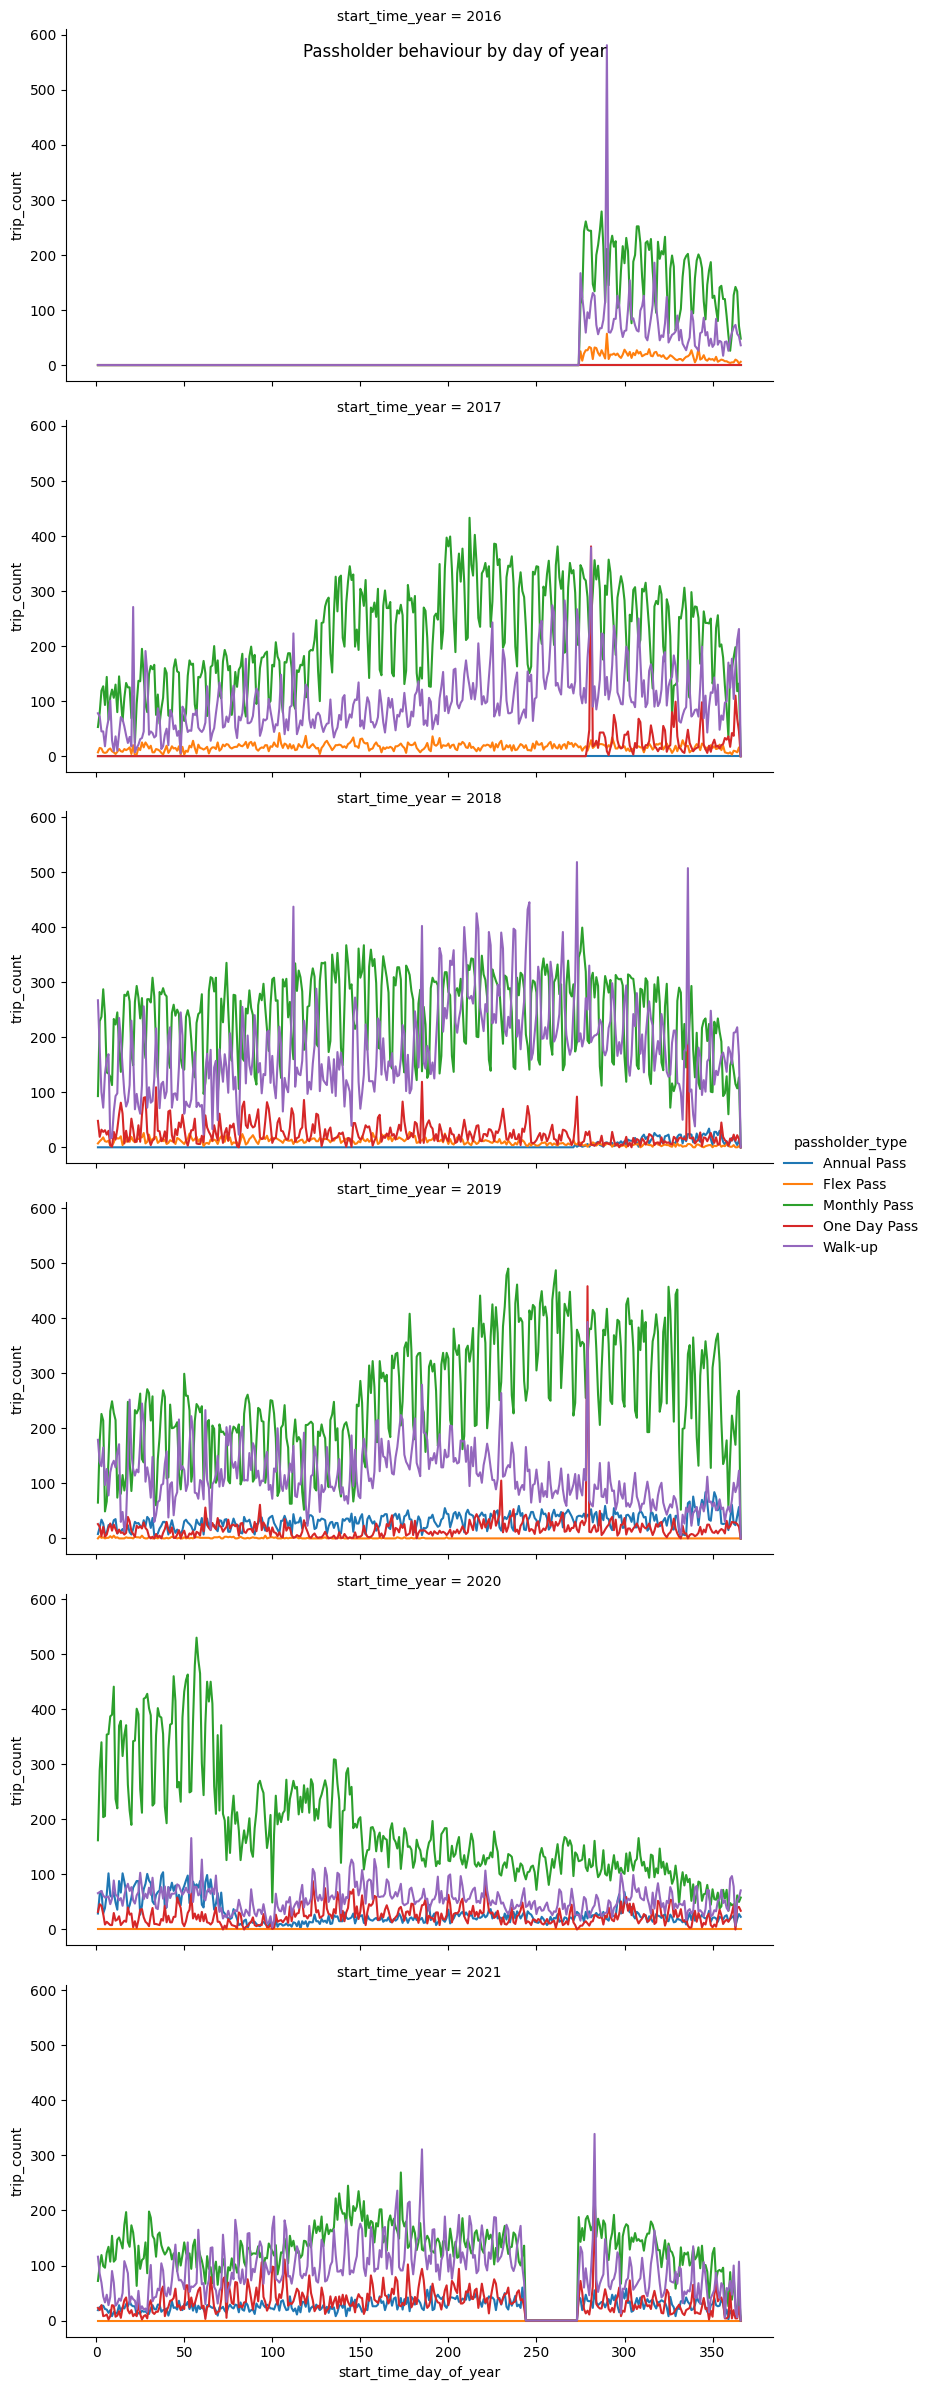 start_time_year = 2016
Passholder behaviour by day of year
600
500
400
300
200
100
0
trip_count
start_time_year = 2017
600
500
400
300
200
100
0
trip_count
start_time_year = 2018
600
500
400
300
200
100
0
trip_count
passholder_type
Annual Pass
Flex Pass
Monthly Pass
One Day Pass
Walk-up
start_time_year = 2019
600
500
400
300
200
100
0
trip_count
start_time_year = 2020
600
500
400
300
200
100
0
trip_count
start_time_year = 2021
600
500
400
300
200
100
0
trip_count
0 50 100 150 200 250 300 350
start_time_day_of_year